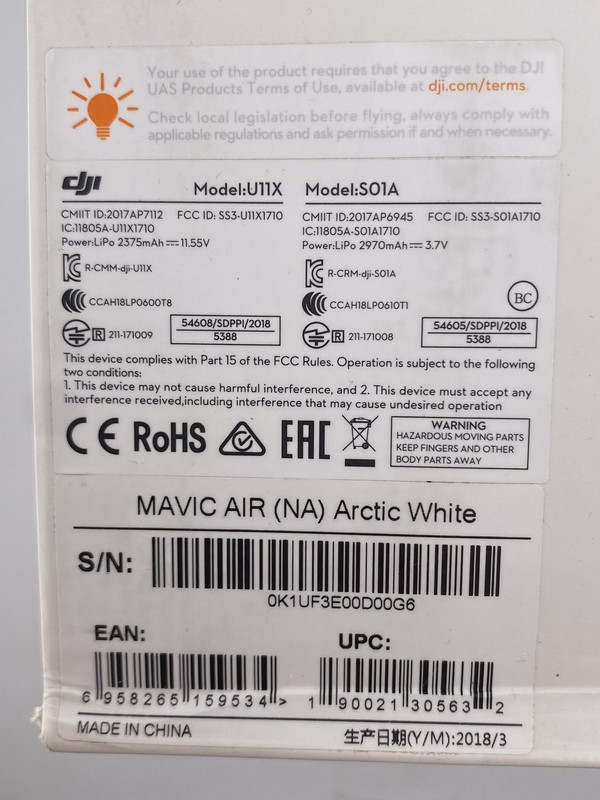 Your use of the product requires that you agree to the DJI
UAS Products Terms of Use, available at dji.com/terms.
Check local legislation before flying, always comply with
applicable regulations and ask permission if and when necessary.
dji Model:U11X
CMIIT ID:2017AP7112 FCC ID: SS3-U11X1710
IC:11805A-U11X1710
Power:LiPo 2375mAh ⎓ 11.55V
R-CMM-dji-U11X
CCAH18LP0600T8
R 211-171009
54608/SDPPI/2018
5388
Model:S01A
CMIIT ID:2017AP6945 FCC ID: SS3-S01A1710
IC:11805A-S01A1710
Power:LiPo 2970mAh ⎓ 3.7V
R-CRM-dji-S01A
CCAH18LP0610T1
BC
R 211-171008
54605/SDPPI/2018
5388
This device complies with Part 15 of the FCC Rules. Operation is subject to the following
two conditions:
1. This device may not cause harmful interference, and 2. This device must accept any
interference received,including interference that may cause undesired operation
CE RoHS EAC
WARNING
HAZARDOUS MOVING PARTS
KEEP FINGERS AND OTHER
BODY PARTS AWAY
MAVIC AIR (NA) Arctic White
S/N:
0K1UF3E00D00G6
EAN:
6 958265 159534 >
UPC:
1 90021 30563 2
MADE IN CHINA
生产日期(Y/M):2018/3